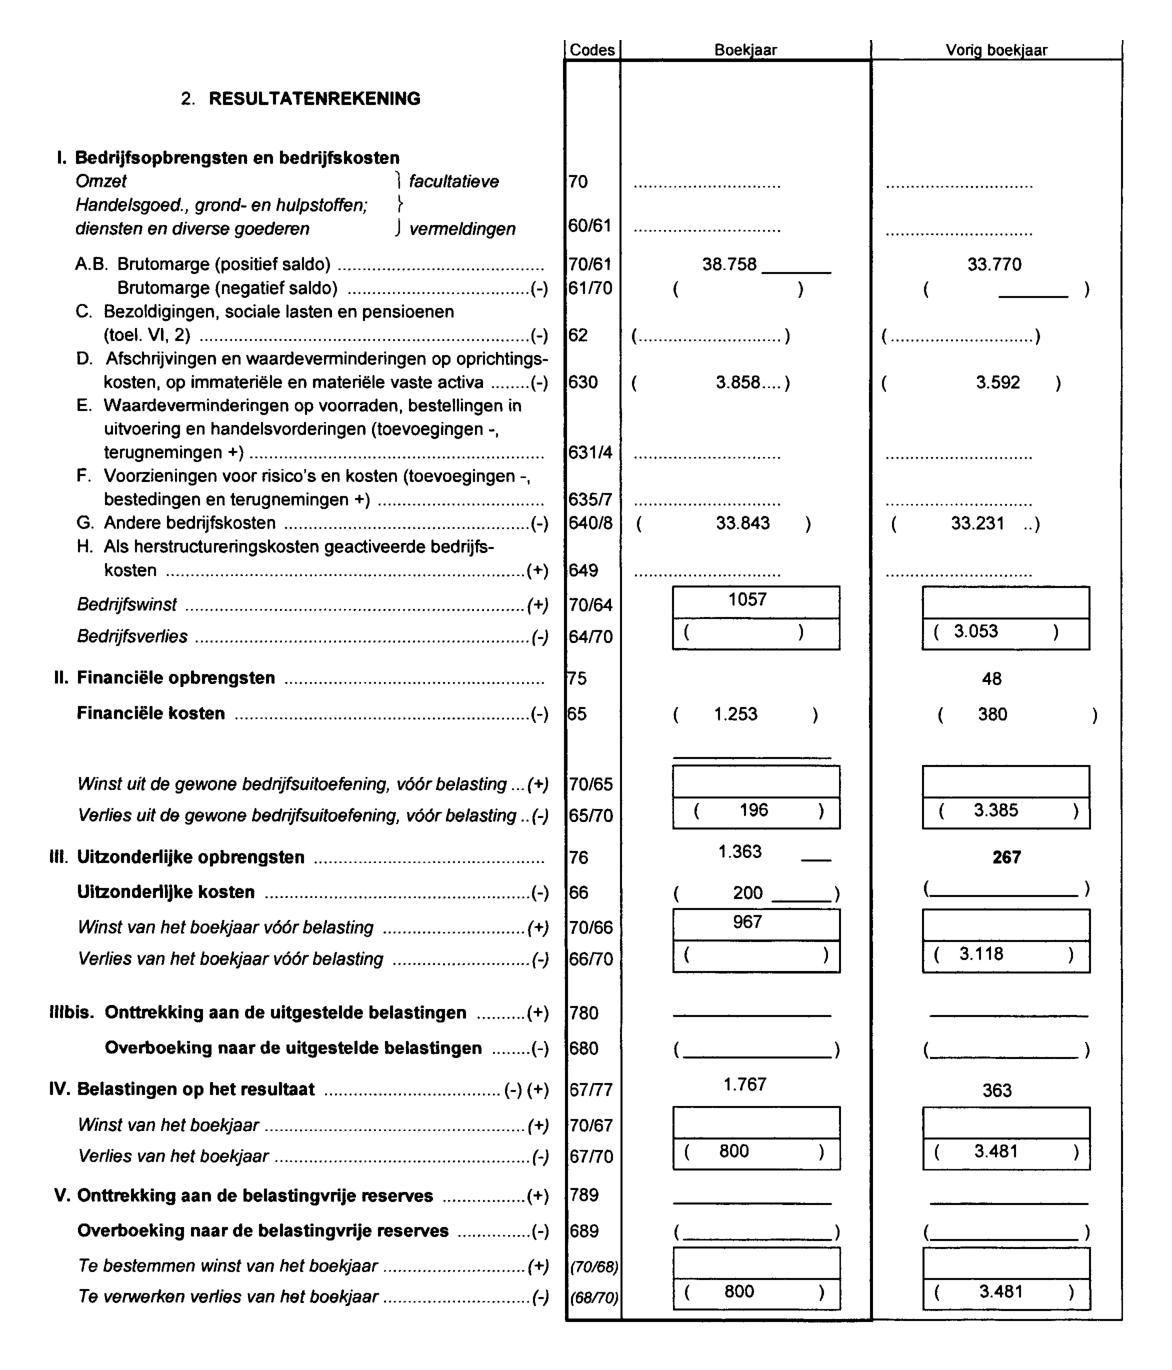 Codes Boekjaar Vorig boekjaar
2. RESULTATENREKENING
I. Bedrijfsopbrengsten en bedrijfskosten
Omzet } facultatieve 70 ........................... ...........................
Handelsgoed., grond- en hulpstoffen; }
diensten en diverse goederen } vermeldingen 60/61 ........................... ...........................
A.B. Brutomarge (positief saldo) ...................................... 70/61 38.758 33.770
Brutomarge (negatief saldo) ..................................(-) 61/70 ( ) ( )
C. Bezoldigingen, sociale lasten en pensioenen
(toel. VI, 2) .............................................................(-) 62 (..........................) (..........................)
D. Afschrijvingen en waardeverminderingen op oprichtings-
kosten, op immateriële en materiële vaste activa ........(-) 630 ( 3.858....) ( 3.592 )
E. Waardeverminderingen op voorraden, bestellingen in
uitvoering en handelsvorderingen (toevoegingen -,
terugnemingen +) ...................................................... 631/4 ........................... ...........................
F. Voorzieningen voor risico's en kosten (toevoegingen -,
bestedingen en terugnemingen +) ............................... 635/7 ........................... ...........................
G. Andere bedrijfskosten ..............................................(-) 640/8 ( 33.843 ) ( 33.231 ..)
H. Als herstructureringskosten geactiveerde bedrijfs-
kosten ..................................................................(+) 649 ........................... ...........................
Bedrijfswinst ...............................................................(+) 70/64 1057
Bedrijfsverlies ..............................................................(-) 64/70 ( ) ( 3.053 )
II. Financiële opbrengsten ................................................ 75 48
Financiële kosten ......................................................(-) 65 ( 1.253 ) ( 380 )
Winst uit de gewone bedrijfsuitoefening, vóór belasting ...(+) 70/65
Verlies uit de gewone bedrijfsuitoefening, vóór belasting ..(-) 65/70 ( 196 ) ( 3.385 )
III. Uitzonderlijke opbrengsten .......................................... 76 1.363 267
Uitzonderlijke kosten .................................................(-) 66 ( 200 ) ( )
Winst van het boekjaar vóór belasting ...........................(+) 70/66 967
Verlies van het boekjaar vóór belasting .........................(-) 66/70 ( ) ( 3.118 )
IIIbis. Onttrekking aan de uitgestelde belastingen ..........(+) 780
Overboeking naar de uitgestelde belastingen ........(-) 680 ( ) ( )
IV. Belastingen op het resultaat ................................. (-) (+) 67/77 1.767 363
Winst van het boekjaar ................................................(+) 70/67
Verlies van het boekjaar ...............................................(-) 67/70 ( 800 ) ( 3.481 )
V. Onttrekking aan de belastingvrije reserves ...............(+) 789
Overboeking naar de belastingvrije reserves .............(-) 689 ( ) ( )
Te bestemmen winst van het boekjaar ..........................(+) (70/68)
Te verwerken verlies van het boekjaar ...........................(-) (68/70) ( 800 ) ( 3.481 )